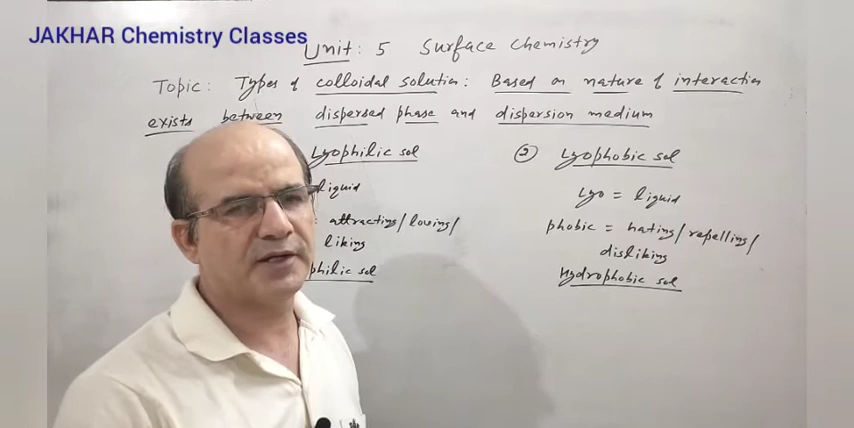 JAKHAR Chemistry Classes
Unit: 5 Surface Chemistry
Topic: Types of colloidal solution: Based on nature of interaction
exists between dispersed phase and dispersion medium
Lyophilic sol
liquid
: attracting/loving/
liking
philic sol
② Lyophobic sol
Lyo = liquid
phobic = hating/repelling/
disliking
Hydrophobic sol